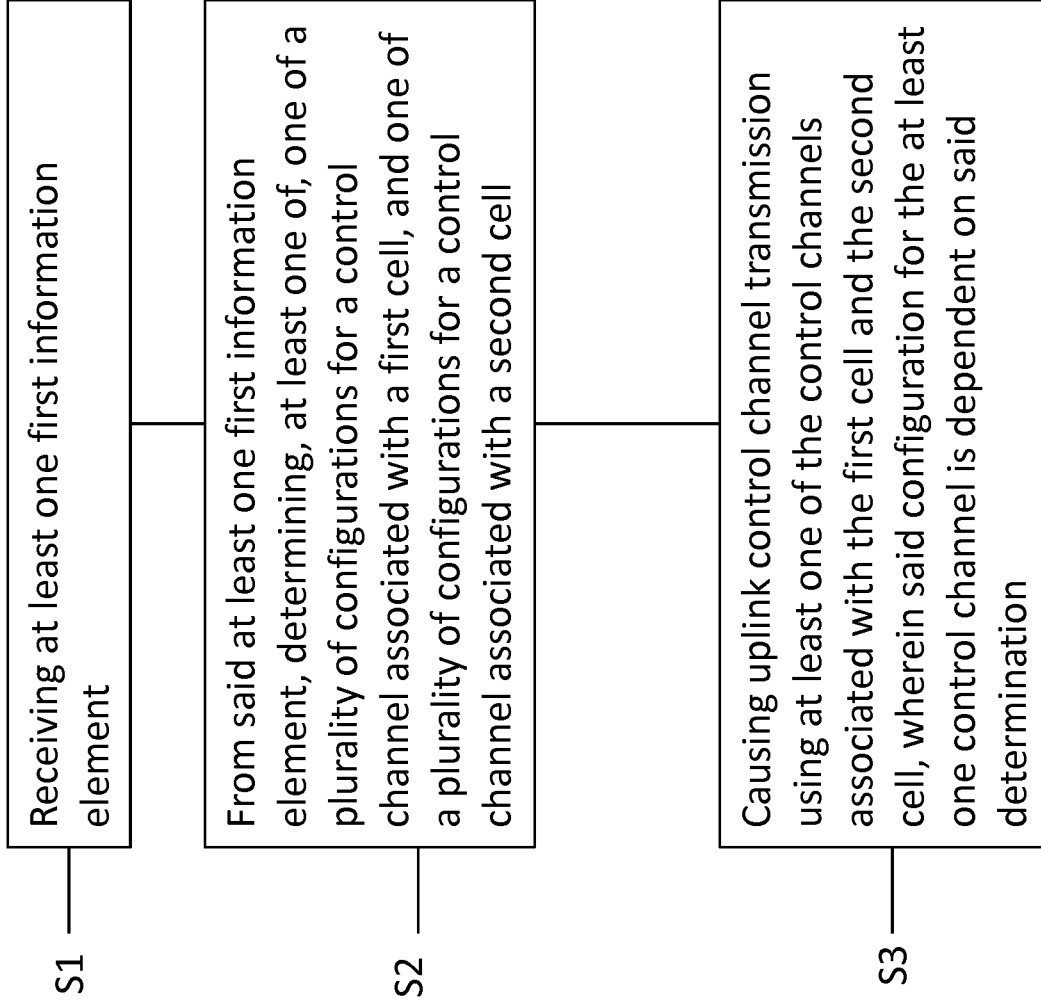 S1
Receiving at least one first information
element
S2
From said at least one first information
element, determining, at least one of, one of a
plurality of configurations for a control
channel associated with a first cell, and one of
a plurality of configurations for a control
channel associated with a second cell
S3
Causing uplink control channel transmission
using at least one of the control channels
associated with the first cell and the second
cell, wherein said configuration for the at least
one control channel is dependent on said
determination